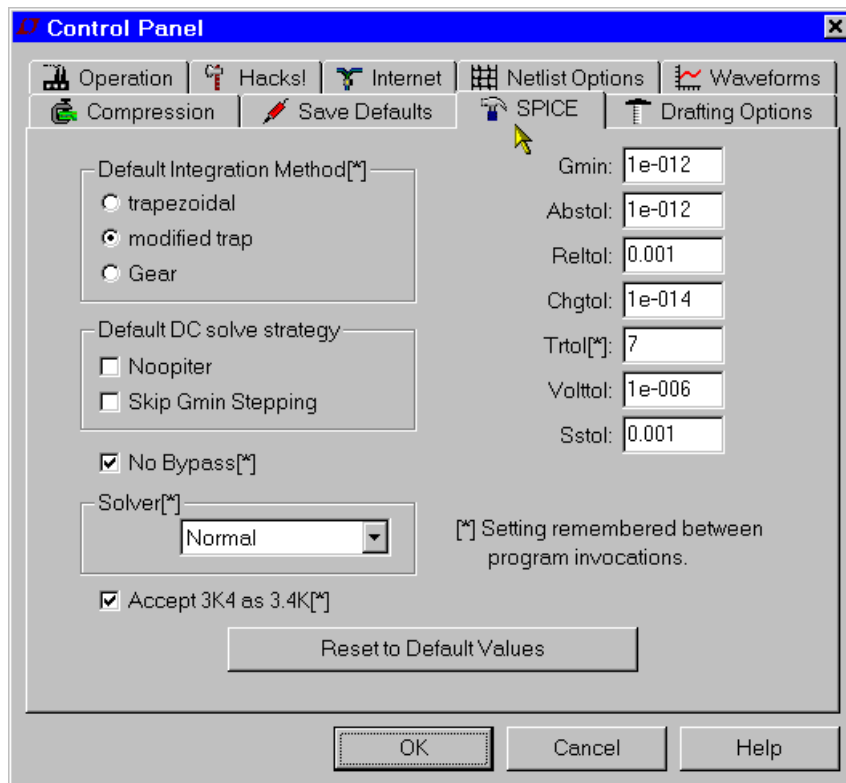 Control Panel
Operation
Hacks!
Internet
Netlist Options
Waveforms
Compression
Save Defaults
SPICE
Drafting Options
Default Integration Method[*]
trapezoidal
modified trap
Gear
Default DC solve strategy
Noopiter
Skip Gmin Stepping
No Bypass[*]
Solver[*]
Normal
Accept 3K4 as 3.4K[*]
Gmin: 1e-012
Abstol: 1e-012
Reltol: 0.001
Chgtol: 1e-014
Trtol[*]: 7
Volttol: 1e-006
Sstol: 0.001
[*] Setting remembered between
program invocations.
Reset to Default Values
OK
Cancel
Help